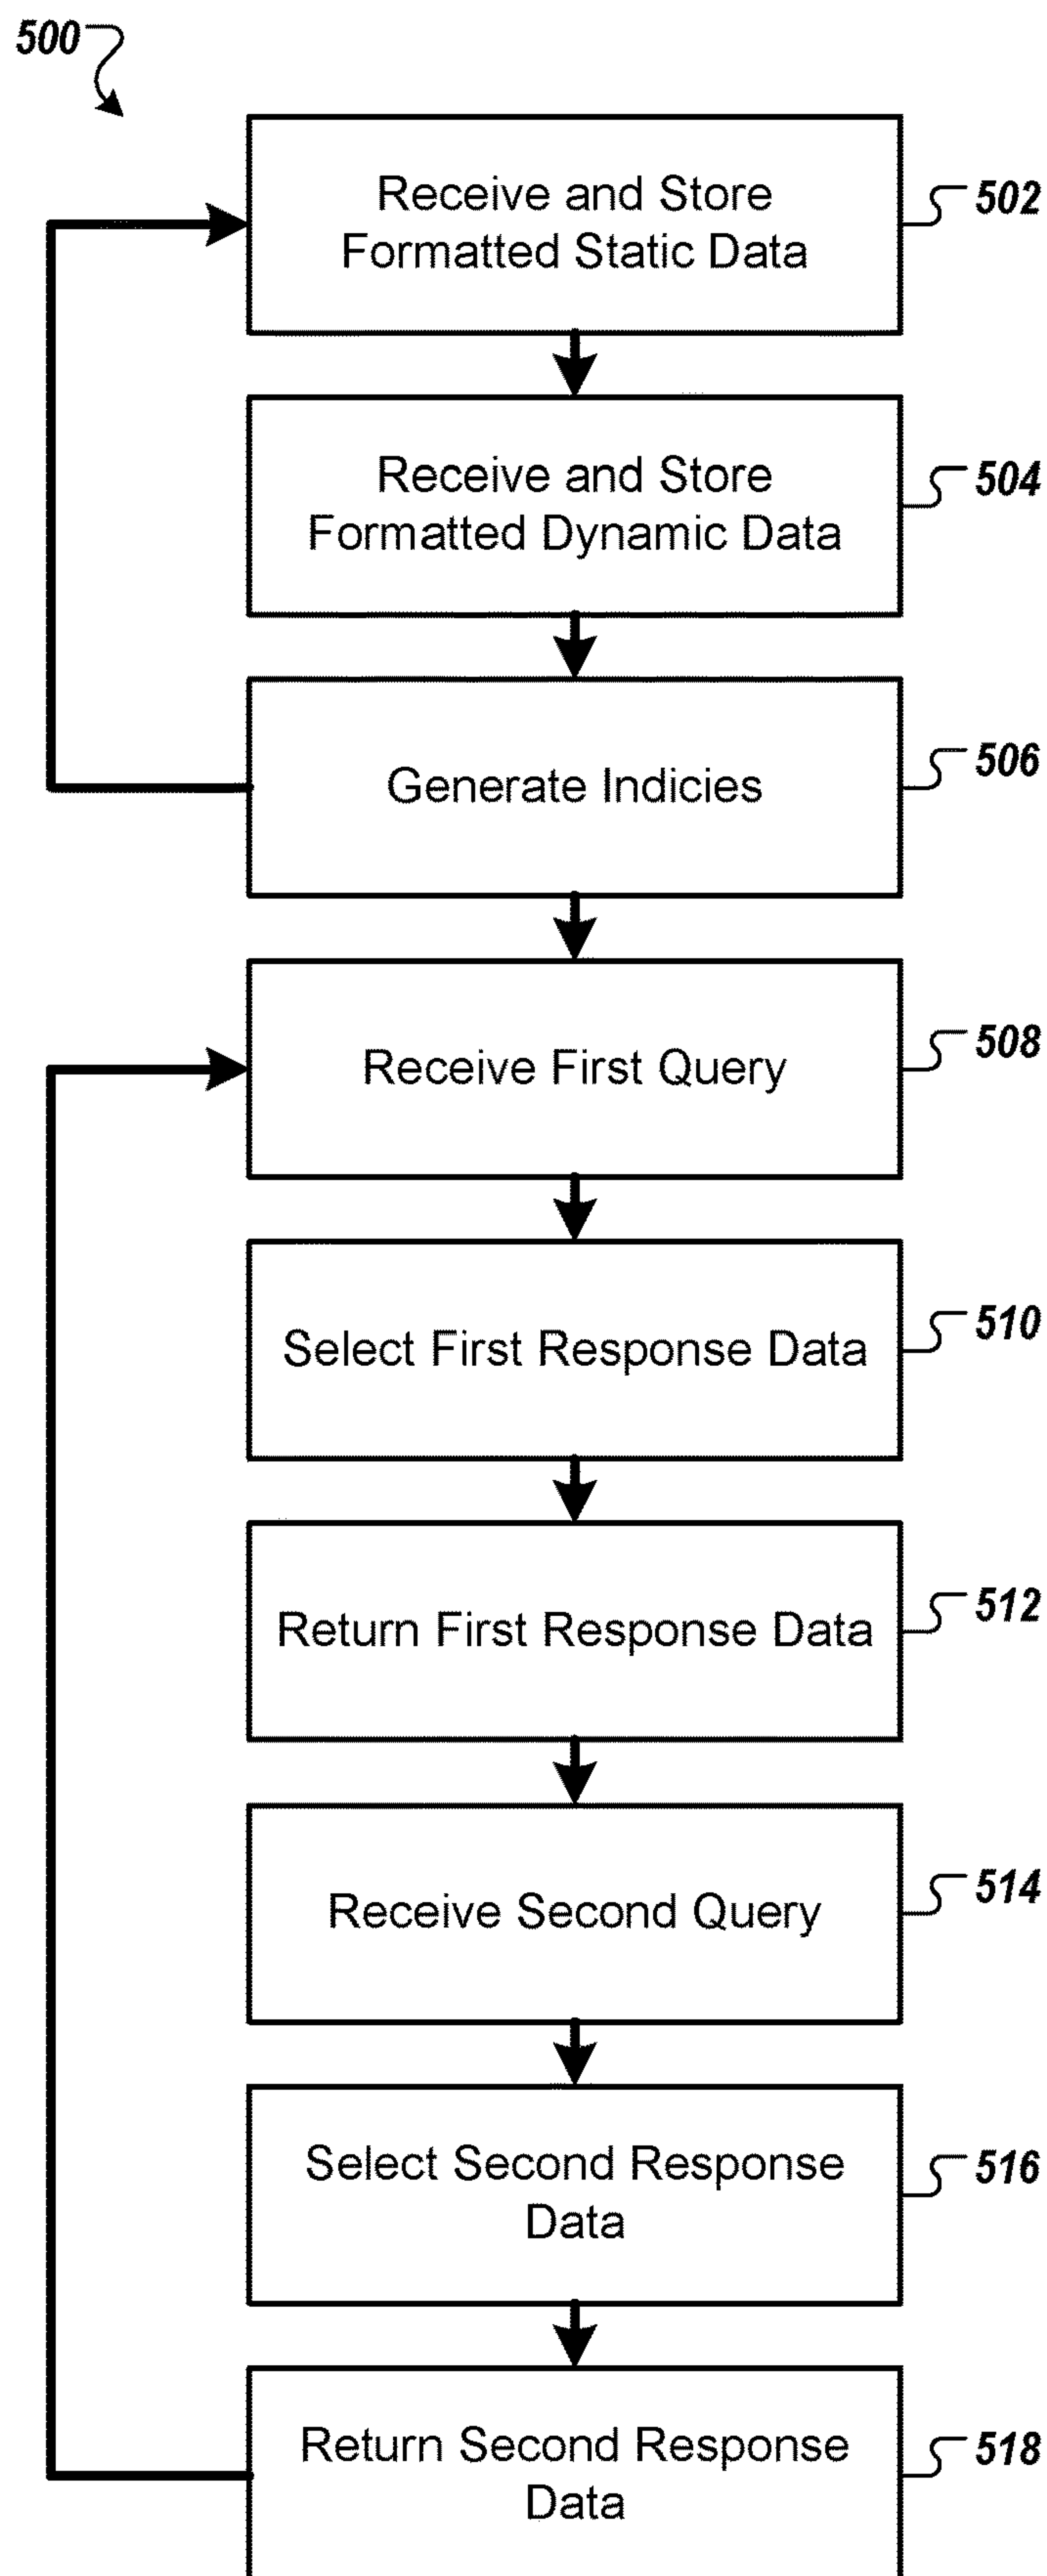 500
Receive and Store
Formatted Static Data
502
Receive and Store
Formatted Dynamic Data
504
Generate Indicies
506
Receive First Query
508
Select First Response Data
510
Return First Response Data
512
Receive Second Query
514
Select Second Response
Data
516
Return Second Response
Data
518